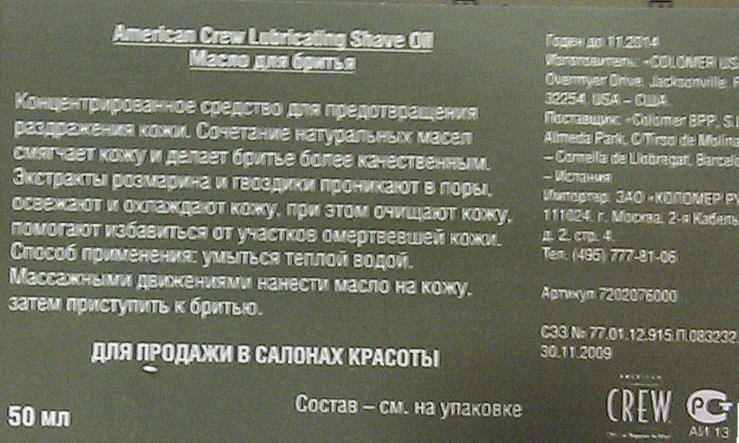 American Crew Lubricating Shave Oil
Масло для бритья
Концентрированное средство для предотвращения
раздражения кожи. Сочетание натуральных масел
смягчает кожу и делает бритье более качественным.
Экстракты розмарина и гвоздики проникают в поры,
освежают и охлаждают кожу, при этом очищают кожу,
помогают избавиться от участков омертвевшей кожи.
Способ применения: умыться теплой водой.
Массажными движениями нанести масло на кожу,
затем приступить к бритью.
ДЛЯ ПРОДАЖИ В САЛОНАХ КРАСОТЫ
50 мл
Состав – см. на упаковке
Годен до 11.2014
Изготовитель: «COLOMER US
Overmyer Drive, Jacksonville, F
32254, USA – США.
Поставщик: «Colomer BPP, S.L
Almeda Park, C/Tirso de Molina
– Cornella de Llobregat, Barcelo
– Испания
Импортер: ЗАО «КОЛОМЕР РУ
111024, г. Москва, 2-я Кабель
д. 2, стр. 4.
Тел. (495) 777-81-06
Артикул 7202076000
СЭЗ № 77.01.12.915.П.083232.
30.11.2009
AMERICAN
CREW
РСТ
АИ 13